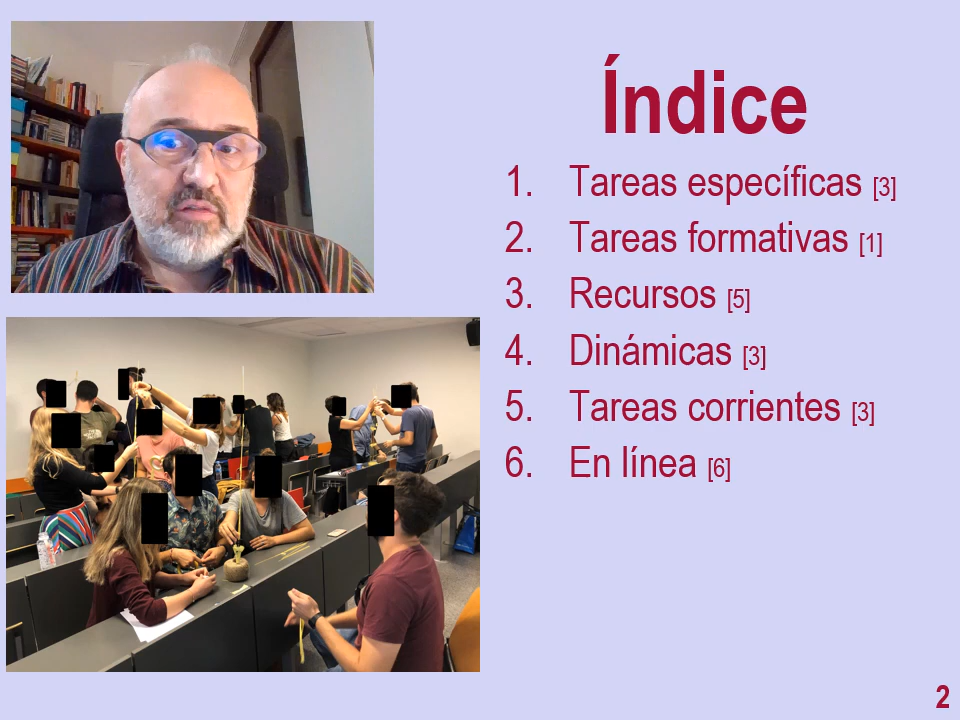 Índice
1. Tareas específicas [3]
2. Tareas formativas [1]
3. Recursos [5]
4. Dinámicas [3]
5. Tareas corrientes [3]
6. En línea [6]
2